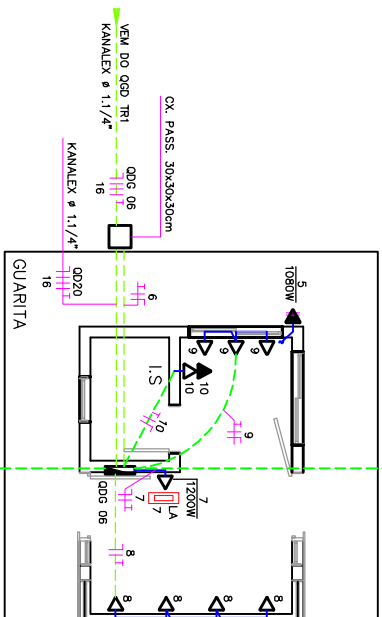 VEM DO QGD TR1
KANALEX ø 1.1/4"
CX. PASS. 30x30x30cm
QDG 06
16
KANALEX ø 1.1/4"
QD20
16
6
GUARITA
5
1080W
9
9
9
I.S
10
10
10
9
7
1200W
LA
7
7
QDG 06
8
8
8
8
8